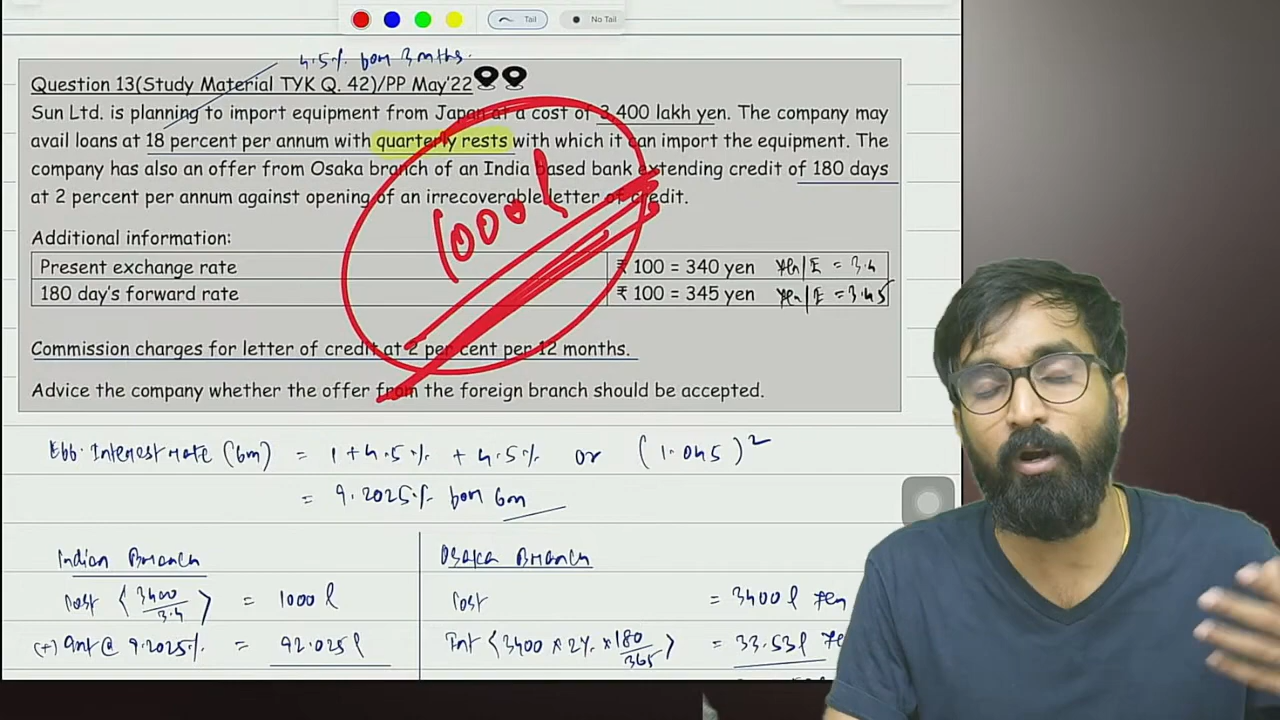 Tail
No Tail
4.5% for 3 mths.
Question 13(Study Material TYK Q. 42)/PP May'22
Sun Ltd. is planning to import equipment from Japan at a cost of 3,400 lakh yen. The company may
avail loans at 18 percent per annum with quarterly rests with which it can import the equipment. The
company has also an offer from Osaka branch of an India based bank extending credit of 180 days
at 2 percent per annum against opening of an irrecoverable letter of credit.
1000 l
Additional information:
Present exchange rate ₹ 100 = 340 yen Yen/₹ = 3.4
180 day's forward rate ₹ 100 = 345 yen Yen/₹ = 3.45
Commission charges for letter of credit at 2 per cent per 12 months.
Advice the company whether the offer from the foreign branch should be accepted.
Eff. Interest rate (6m) = 1 + 4.5% + 4.5% or (1.045)²
= 9.2025% for 6m
Indian Branch Osaka Branch
Cost <3400/3.4> = 1000 l Cost = 3400 l Yen
(+) Int @ 9.2025% = 92.025 l Int <3400 x 2% x 180/365> = 33.53 l Ye